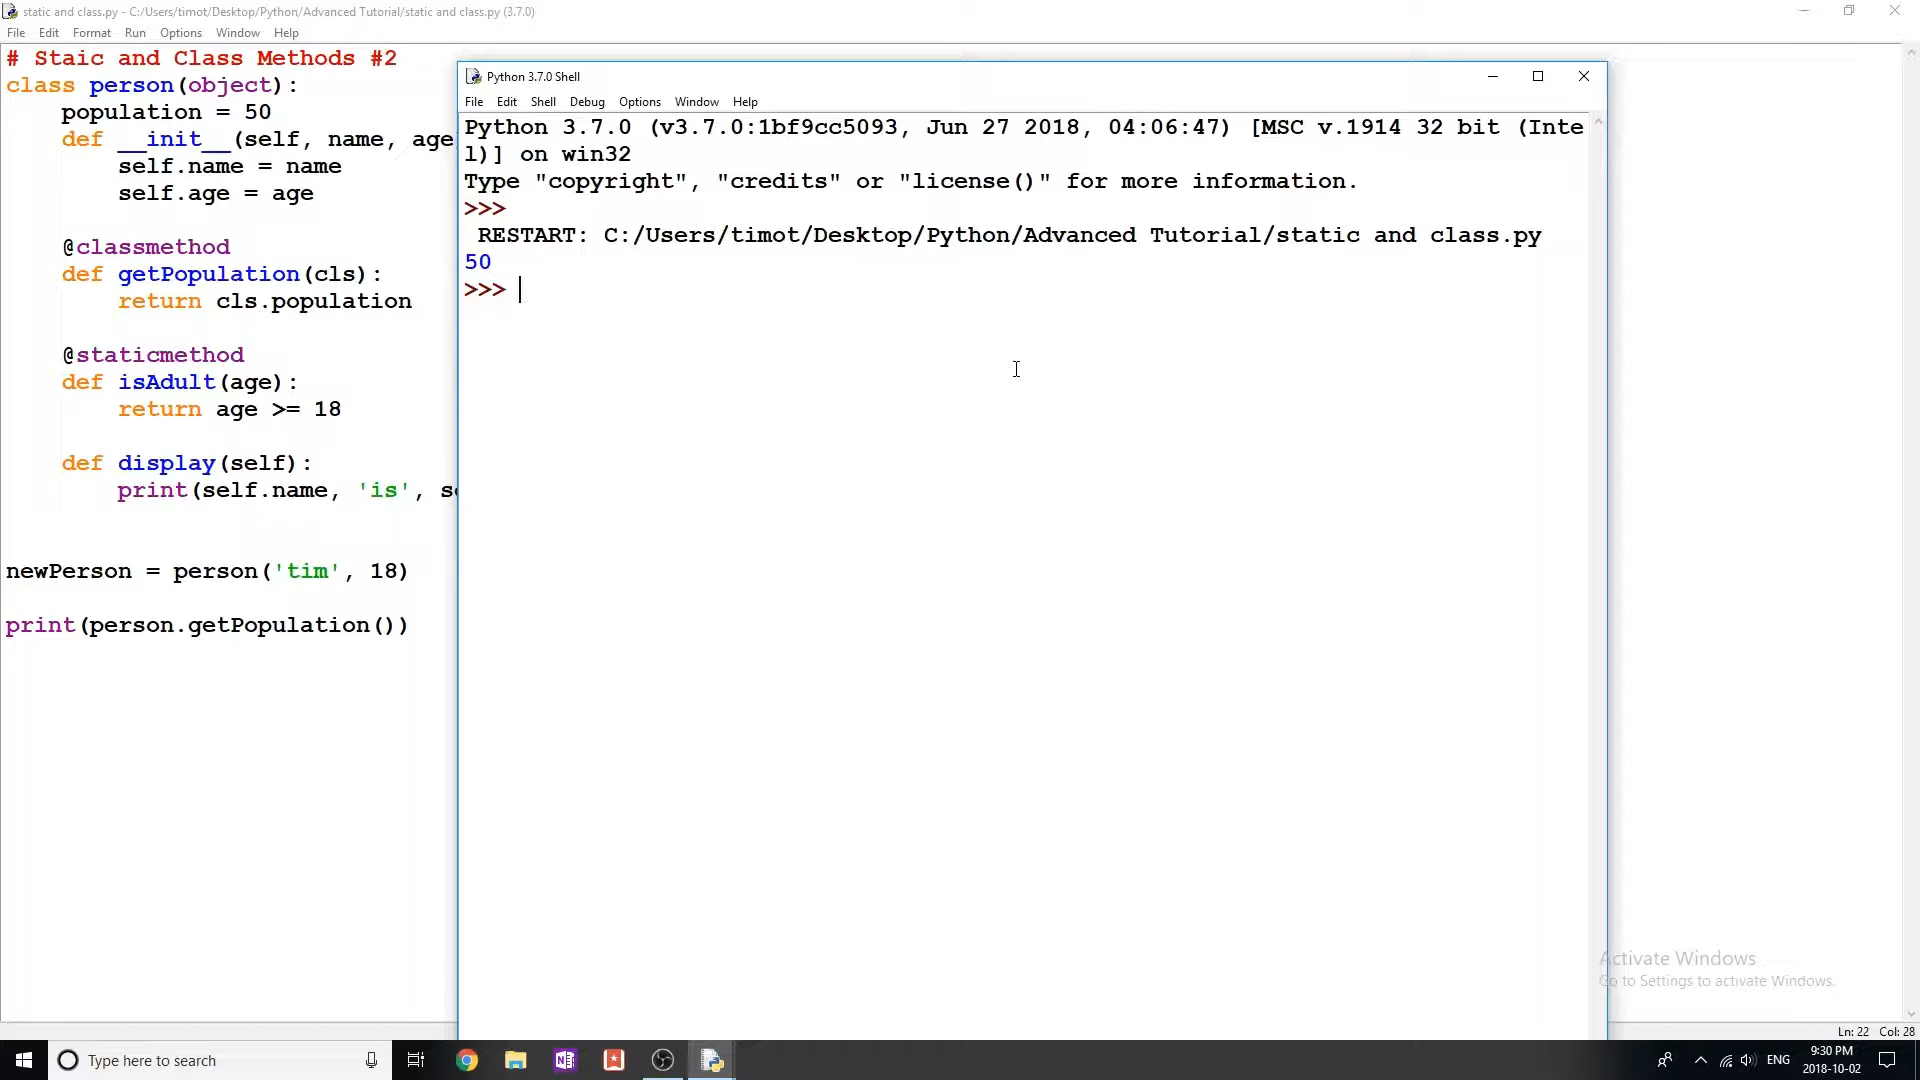 static and class.py - C:/Users/timot/Desktop/Python/Advanced Tutorial/static and class.py (3.7.0)
File Edit Format Run Options Window Help
# Staic and Class Methods #2
class person(object):
    population = 50
    def __init__(self, name, age
        self.name = name
        self.age = age
    @classmethod
    def getPopulation(cls):
        return cls.population
    @staticmethod
    def isAdult(age):
        return age >= 18
    def display(self):
        print(self.name, 'is',
newPerson = person('tim', 18)
print(person.getPopulation())
Python 3.7.0 Shell
File Edit Shell Debug Options Window Help
Python 3.7.0 (v3.7.0:1bf9cc5093, Jun 27 2018, 04:06:47) [MSC v.1914 32 bit (Inte
l)] on win32
Type "copyright", "credits" or "license()" for more information.
>>>
 RESTART: C:/Users/timot/Desktop/Python/Advanced Tutorial/static and class.py
50
>>>
Activate Windows
Go to Settings to activate Windows.
Ln: 22 Col: 28
Type here to search
ENG
9:30 PM
2018-10-02